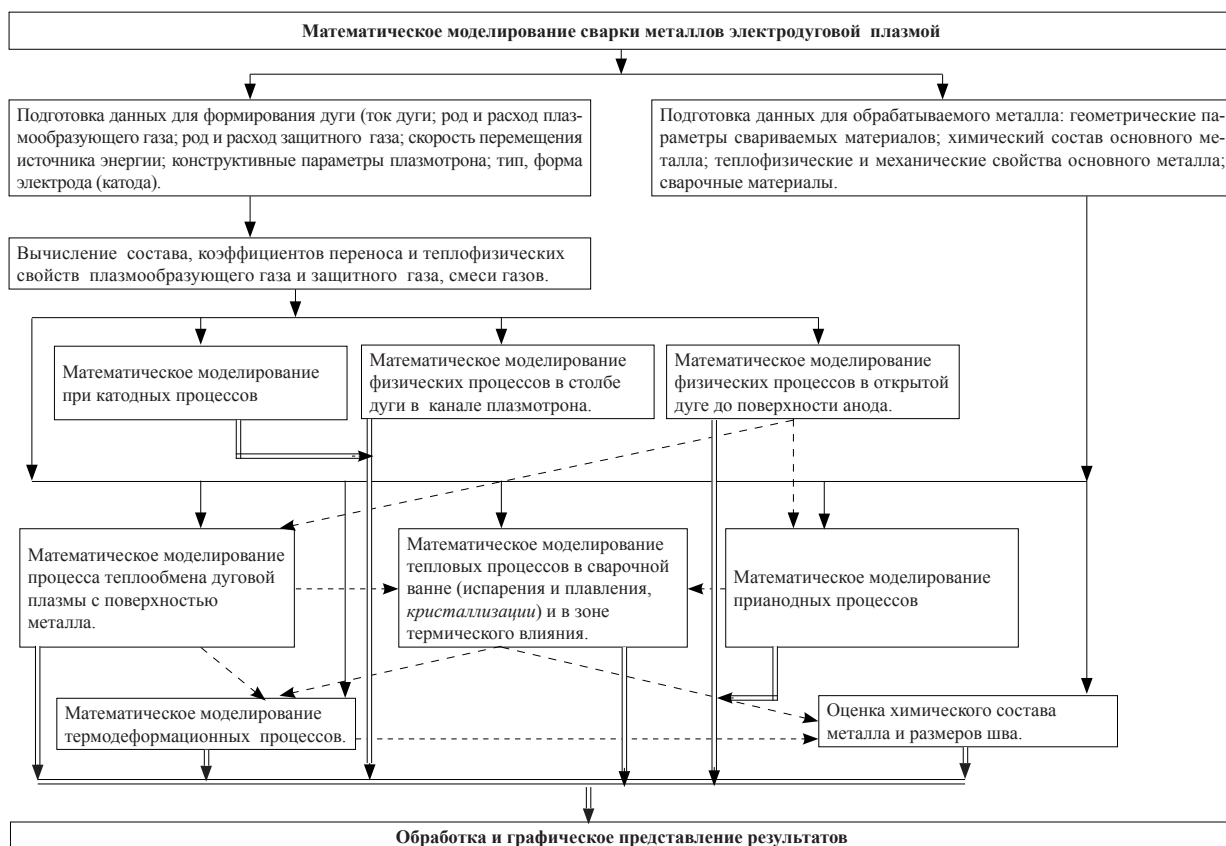 Математическое моделирование сварки металлов электродуговой плазмой
Подготовка данных для формирования дуги (ток дуги; род и расход плаз-
мообразующего газа; род и расход защитного газа; скорость перемещения
источника энергии; конструктивные параметры плазмотрона; тип, форма
электрода (катода).
Подготовка данных для обрабатываемого металла: геометрические па-
раметры свариваемых материалов; химический состав основного ме-
талла; теплофизические и механические свойства основного металла;
сварочные материалы.
Вычисление состава, коэффициентов переноса и теплофизических
свойств плазмообразующего газа и защитного газа, смеси газов.
Математическое моделирование
при катодных процессов
Математическое моделирование
физических процессов в столбе
дуги в канале плазмотрона.
Математическое моделирование
физических процессов в открытой
дуге до поверхности анода.
Математическое моделирование
процесса теплообмена дуговой
плазмы с поверхностью
металла.
Математическое моделирование
тепловых процессов в сварочной
ванне (испарения и плавления,
кристаллизации) и в зоне
термического влияния.
Математическое моделирование
прианодных процессов
Математическое моделирование
термодеформационных процессов.
Оценка химического состава
металла и размеров шва.
Обработка и графическое представление результатов